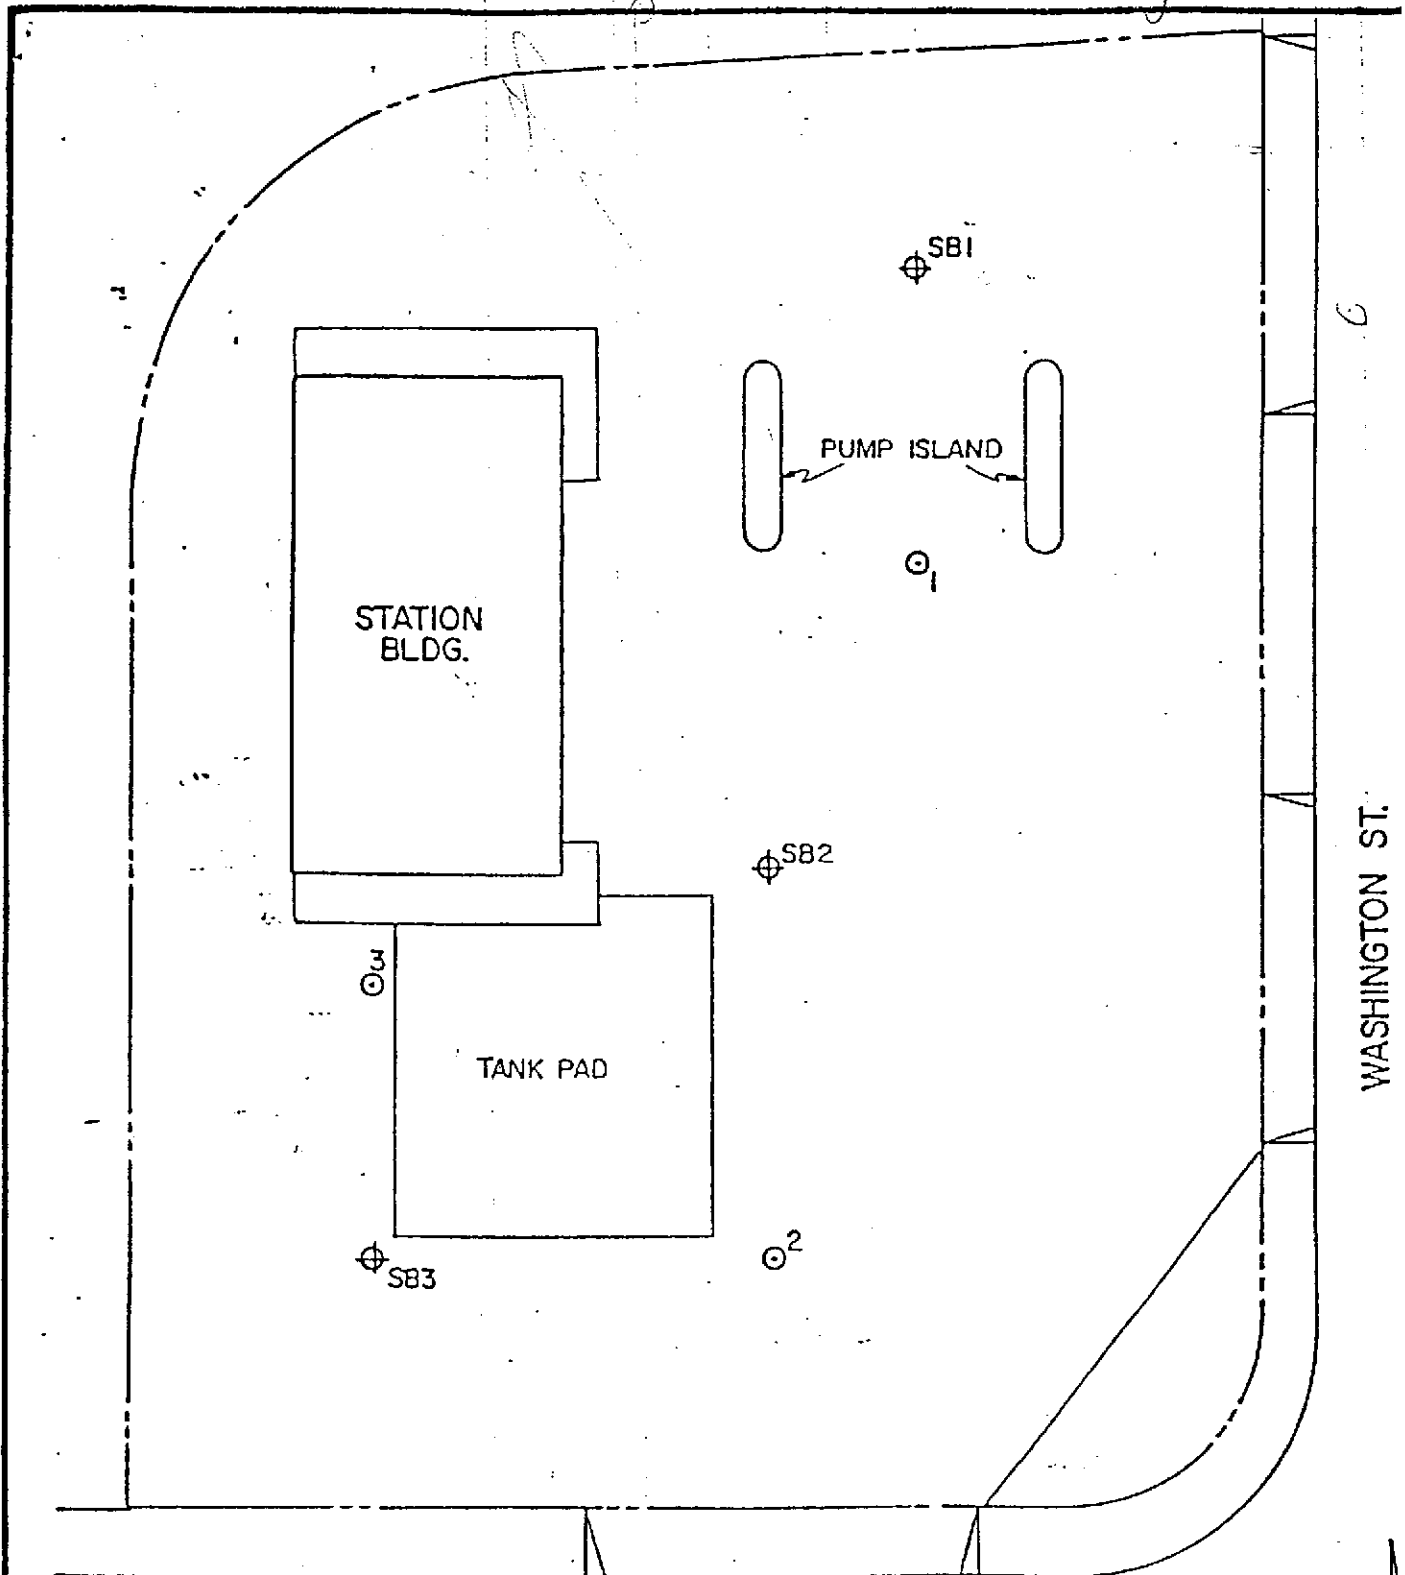 SB1
PUMP ISLAND
1
STATION
BLDG.
SB2
WASHINGTON ST.
3
TANK PAD
2
SB3